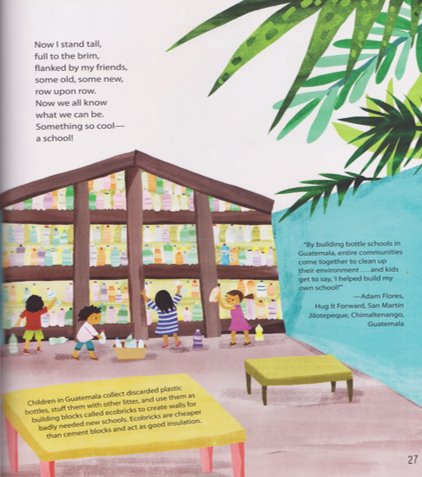 Now I stand tall,
full to the brim,
flanked by my friends,
some old, some new,
row upon row.
Now we all know
what we can be.
Something so cool—
a school!
"By building bottle schools in
Guatemala, entire communities
come together to clean up
their environment . . . and kids
get to say, 'I helped build my
own school!'"
—Adam Flores,
Hug It Forward, San Martín
Jilotepeque, Chimaltenango,
Guatemala
Children in Guatemala collect discarded plastic
bottles, stuff them with other litter, and use them as
building blocks called ecobricks to create walls for
badly needed new schools. Ecobricks are cheaper
than cement blocks and act as good insulation.
27